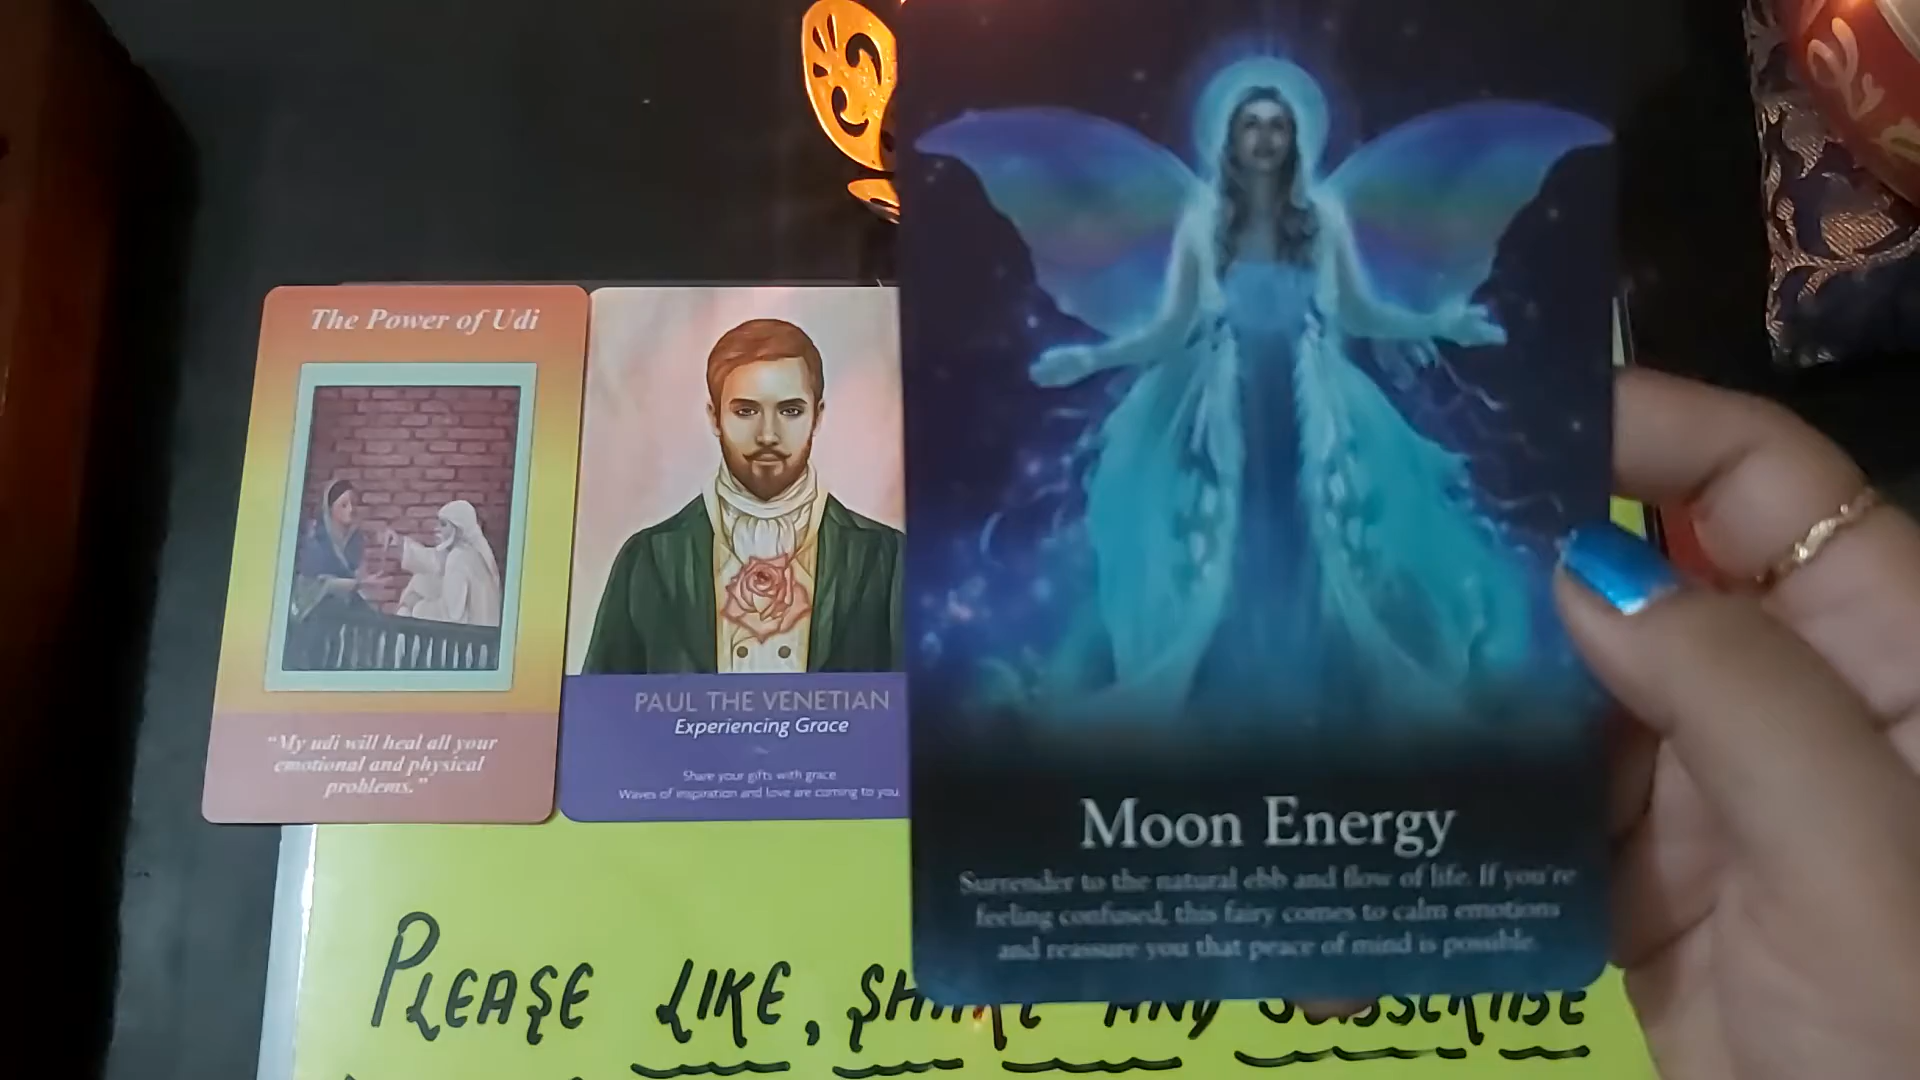 The Power of Udi
"My udi will heal all your
emotional and physical
problems."
PAUL THE VENETIAN
Experiencing Grace
Share your gifts with grace
Waves of inspiration and love are coming to you
Moon Energy
Surrender to the natural ebb and flow of life. If you're
feeling confused, this fairy comes to calm emotions
and reassure you that peace of mind is possible.
PLEASE LIKE, SHARE AND SUBSCRIBE